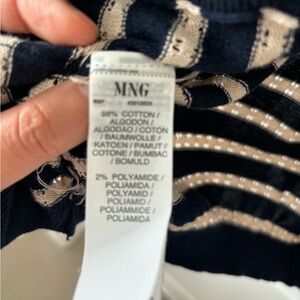 MNG
REF
98% COTTON /
ALGODON /
ALGODAO / COTON
/ BAUMWOLLE /
KATOEN / PAMUT /
COTONE / BUMBAC
/ BOMULD
2% POLYAMIDE /
POLIAMIDA /
POLYAMID /
POLIAMID /
POLIAMMIDE /
POLIAMIDA